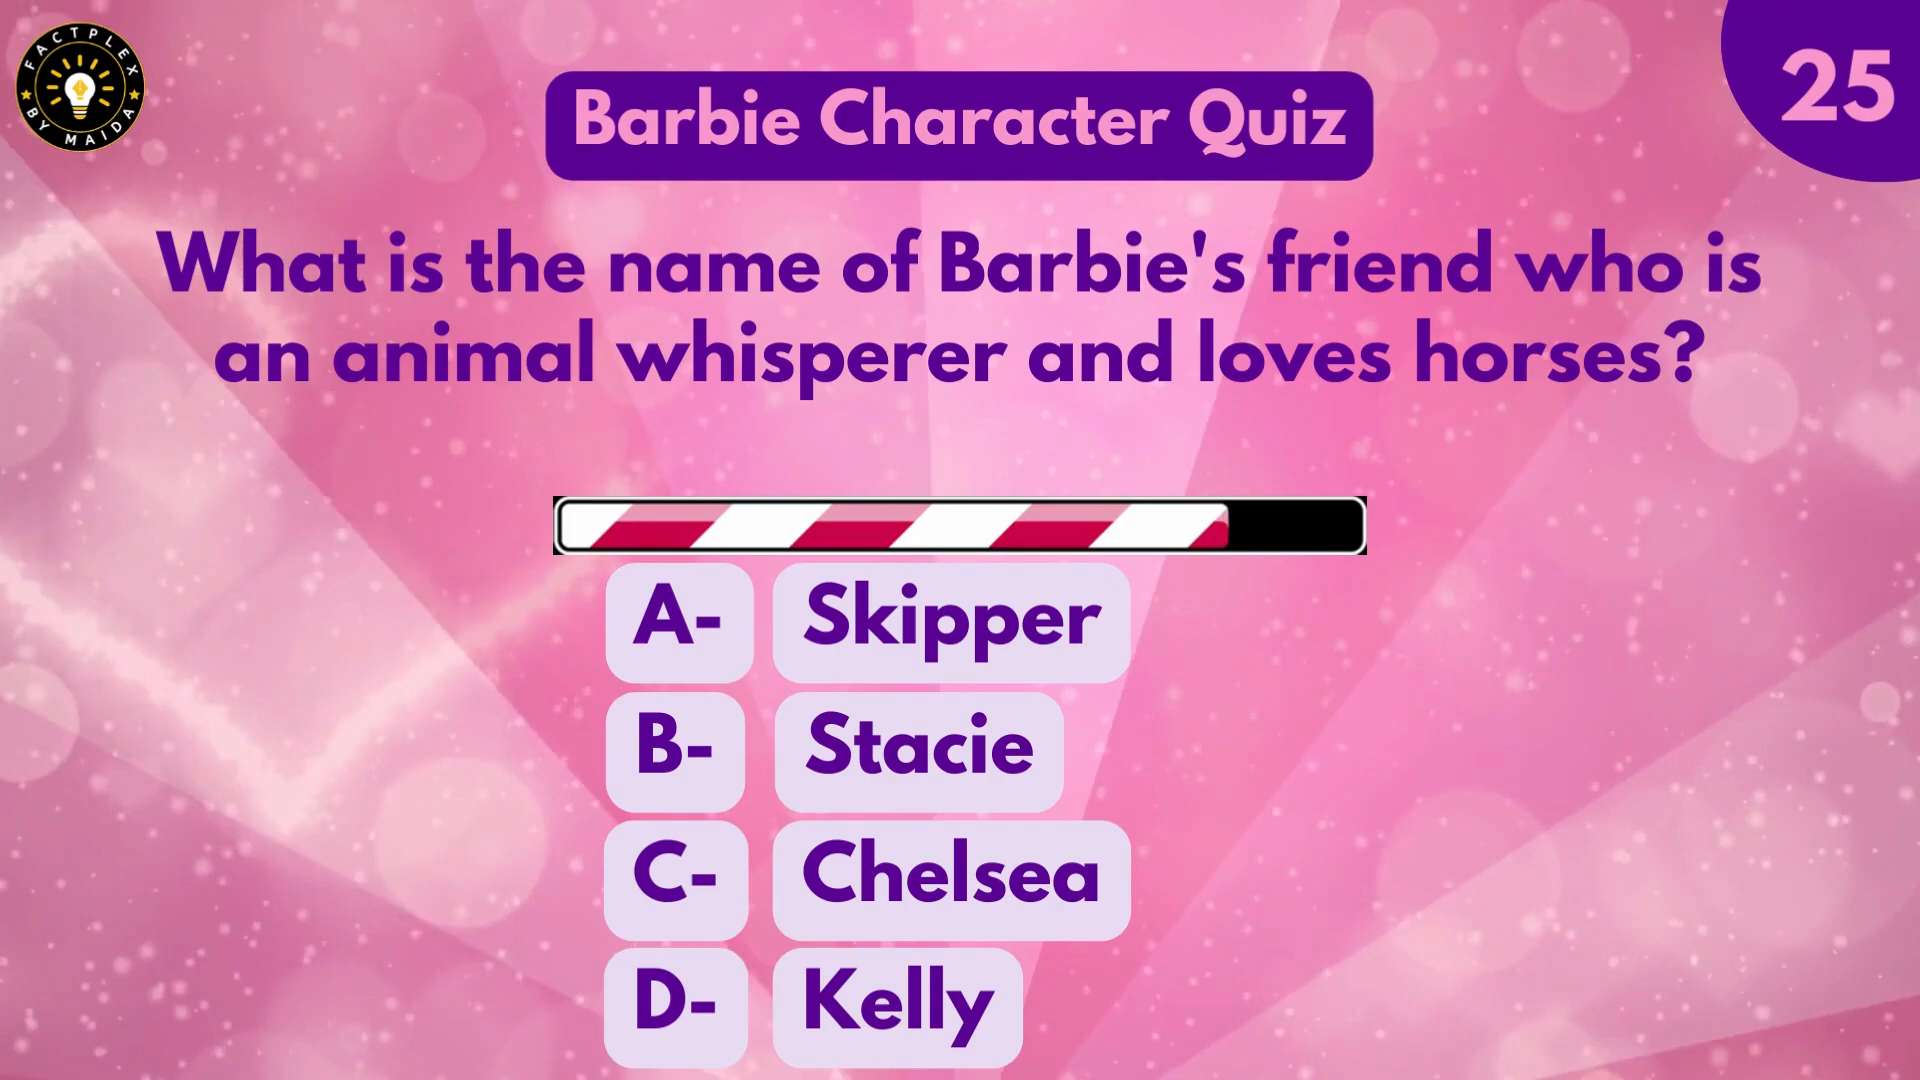 FACTPLEX
BY MAIDA
25
Barbie Character Quiz
What is the name of Barbie's friend who is
an animal whisperer and loves horses?
A- Skipper
B- Stacie
C- Chelsea
D- Kelly